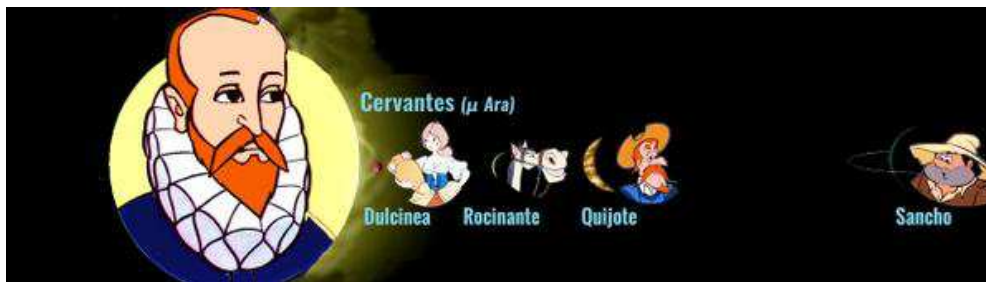 Cervantes (μ Ara)
Dulcinea
Rocinante
Quijote
Sancho